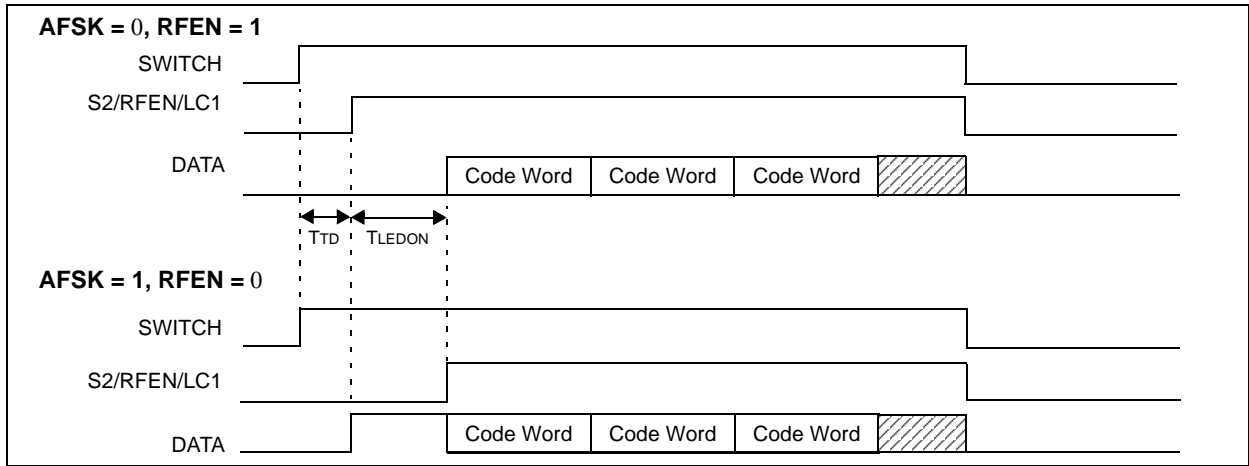 AFSK = 0, RFEN = 1
SWITCH
S2/RFEN/LC1
DATA
Code Word Code Word Code Word
TTD TLEDON
AFSK = 1, RFEN = 0
SWITCH
S2/RFEN/LC1
DATA
Code Word Code Word Code Word